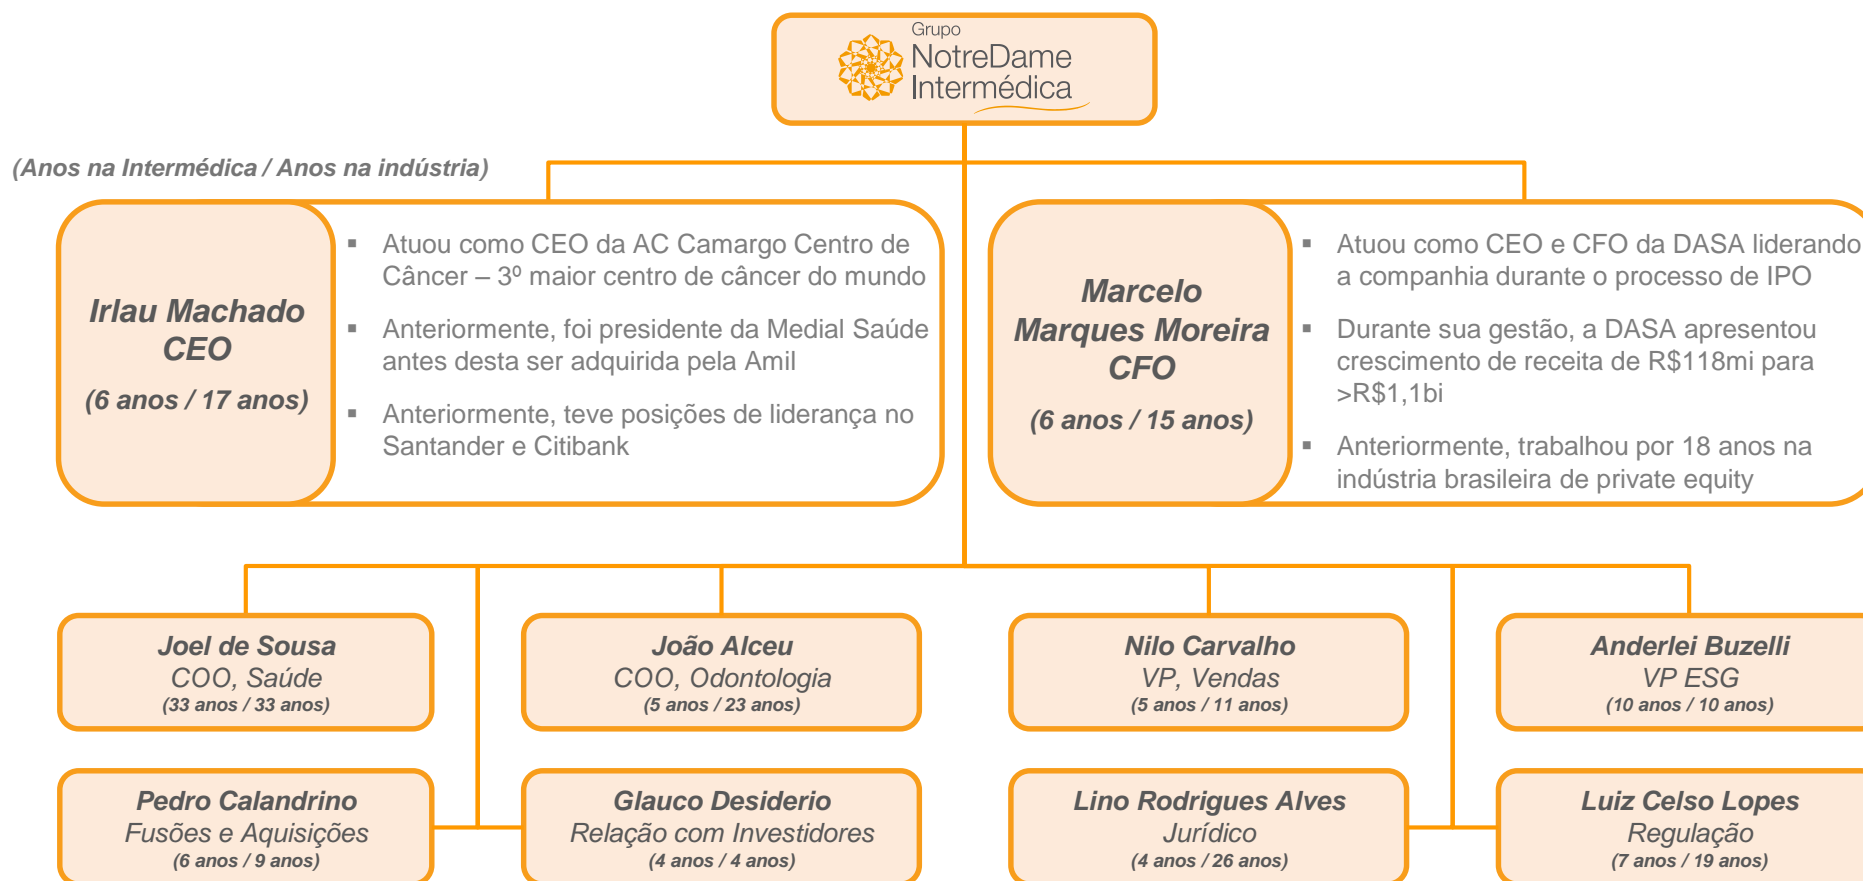 Grupo
NotreDame
Intermédica
(Anos na Intermédica / Anos na indústria)
Irlau Machado
CEO
(6 anos / 17 anos)
▪ Atuou como CEO da AC Camargo Centro de
Câncer – 3º maior centro de câncer do mundo
▪ Anteriormente, foi presidente da Medial Saúde
antes desta ser adquirida pela Amil
▪ Anteriormente, teve posições de liderança no
Santander e Citibank
Marcelo
Marques Moreira
CFO
(6 anos / 15 anos)
▪ Atuou como CEO e CFO da DASA liderando
a companhia durante o processo de IPO
▪ Durante sua gestão, a DASA apresentou
crescimento de receita de R$118mi para
>R$1,1bi
▪ Anteriormente, trabalhou por 18 anos na
indústria brasileira de private equity
Joel de Sousa
COO, Saúde
(33 anos / 33 anos)
João Alceu
COO, Odontologia
(5 anos / 23 anos)
Nilo Carvalho
VP, Vendas
(5 anos / 11 anos)
Anderlei Buzelli
VP ESG
(10 anos / 10 anos)
Pedro Calandrino
Fusões e Aquisições
(6 anos / 9 anos)
Glauco Desiderio
Relação com Investidores
(4 anos / 4 anos)
Lino Rodrigues Alves
Jurídico
(4 anos / 26 anos)
Luiz Celso Lopes
Regulação
(7 anos / 19 anos)